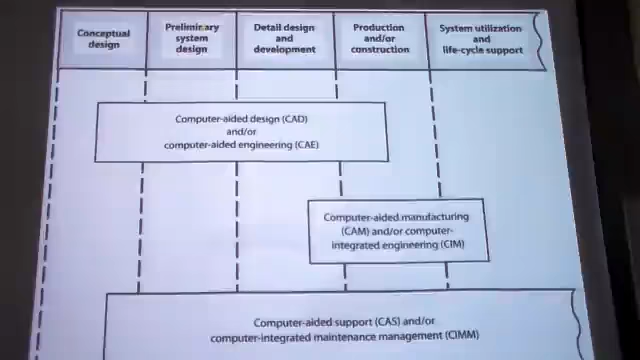 Conceptual
design
Preliminary
system
design
Detail design
and
development
Production
and/or
construction
System utilization
and
life-cycle support
Computer-aided design (CAD)
and/or
computer-aided engineering (CAE)
Computer-aided manufacturing
(CAM) and/or computer-
integrated engineering (CIM)
Computer-aided support (CAS) and/or
computer-integrated maintenance management (CIMM)